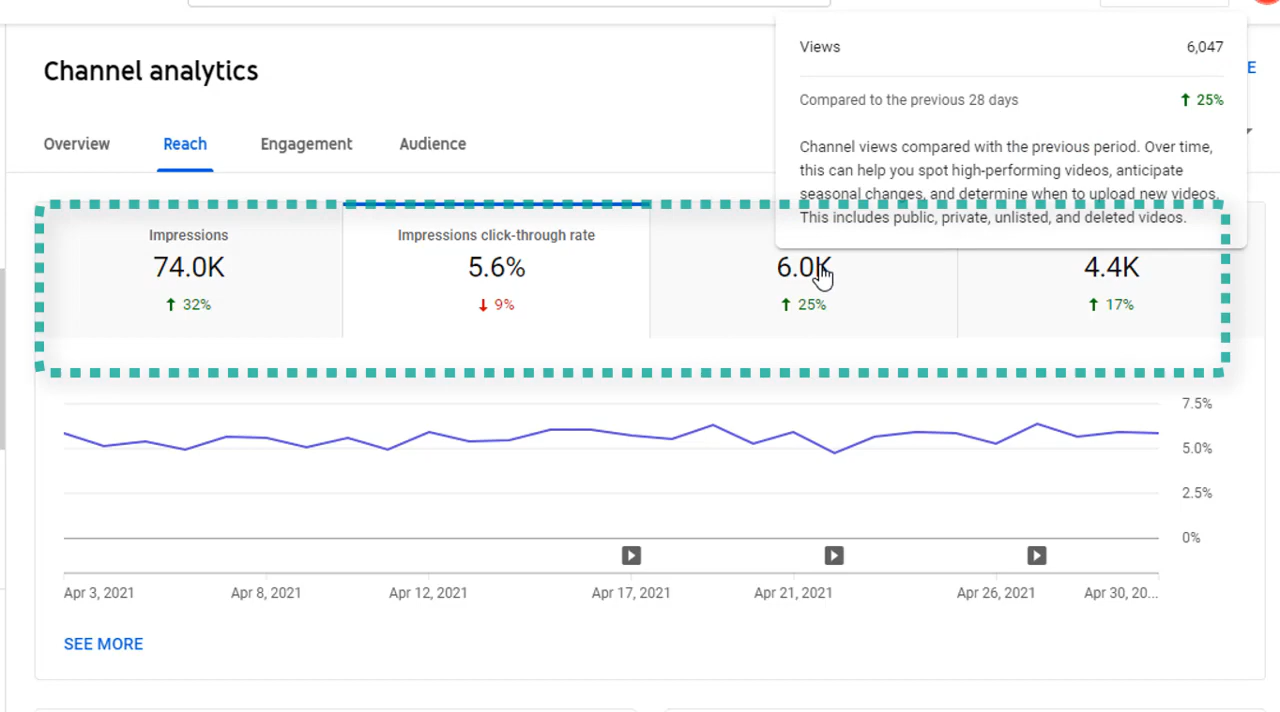 Views 6,047
E
Channel analytics
Compared to the previous 28 days 25%
Overview Reach Engagement Audience
Channel views compared with the previous period. Over time,
this can help you spot high-performing videos, anticipate
seasonal changes, and determine when to upload new videos.
This includes public, private, unlisted, and deleted videos.
Impressions
74.0K
32%
Impressions click-through rate
5.6%
9%
6.0K
25%
4.4K
17%
7.5%
5.0%
2.5%
0%
Apr 3, 2021 Apr 8, 2021 Apr 12, 2021 Apr 17, 2021 Apr 21, 2021 Apr 26, 2021 Apr 30, 20...
SEE MORE